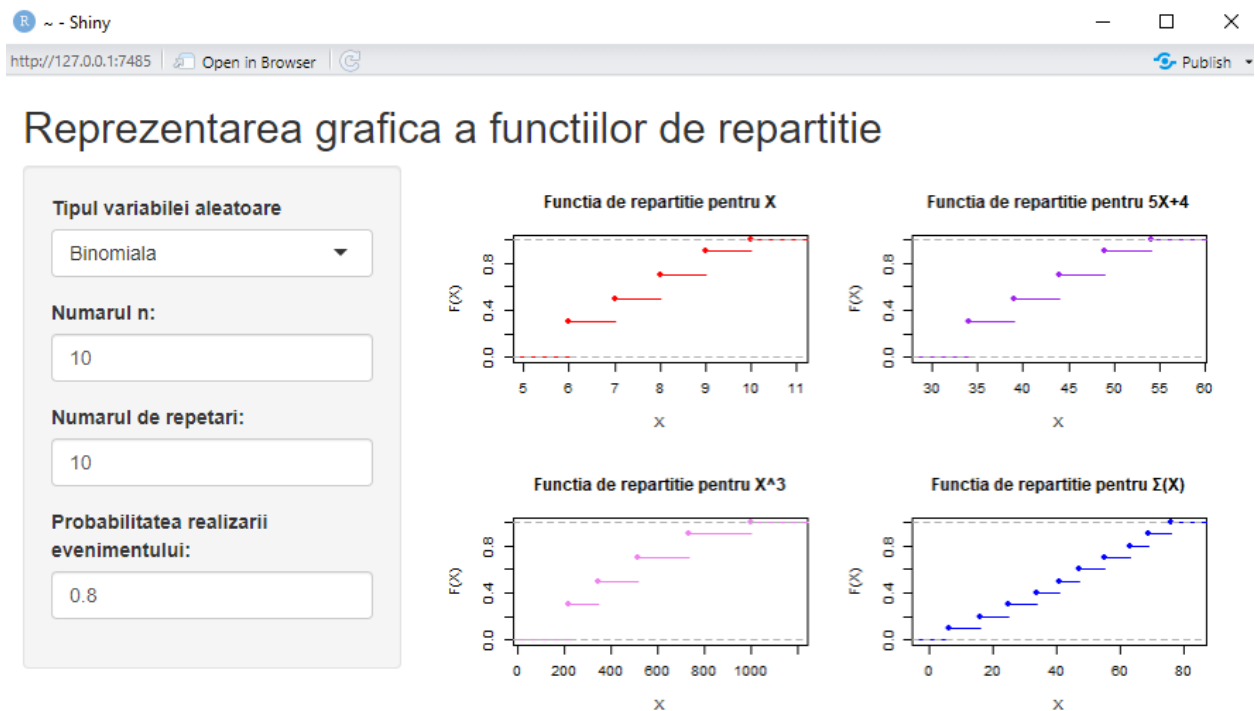 ~ - Shiny
http://127.0.0.1:7485 Open in Browser Publish
Reprezentarea grafica a functiilor de repartitie
Tipul variabilei aleatoare
Binomiala
Numarul n:
10
Numarul de repetari:
10
Probabilitatea realizarii
evenimentului:
0.8
Functia de repartitie pentru X
F(X)
0.0 0.4 0.8
5 6 7 8 9 10 11
X
Functia de repartitie pentru 5X+4
F(X)
0.0 0.4 0.8
30 35 40 45 50 55 60
X
Functia de repartitie pentru X^3
F(X)
0.0 0.4 0.8
0 200 400 600 800 1000
X
Functia de repartitie pentru Σ(X)
F(X)
0.0 0.4 0.8
0 20 40 60 80
X